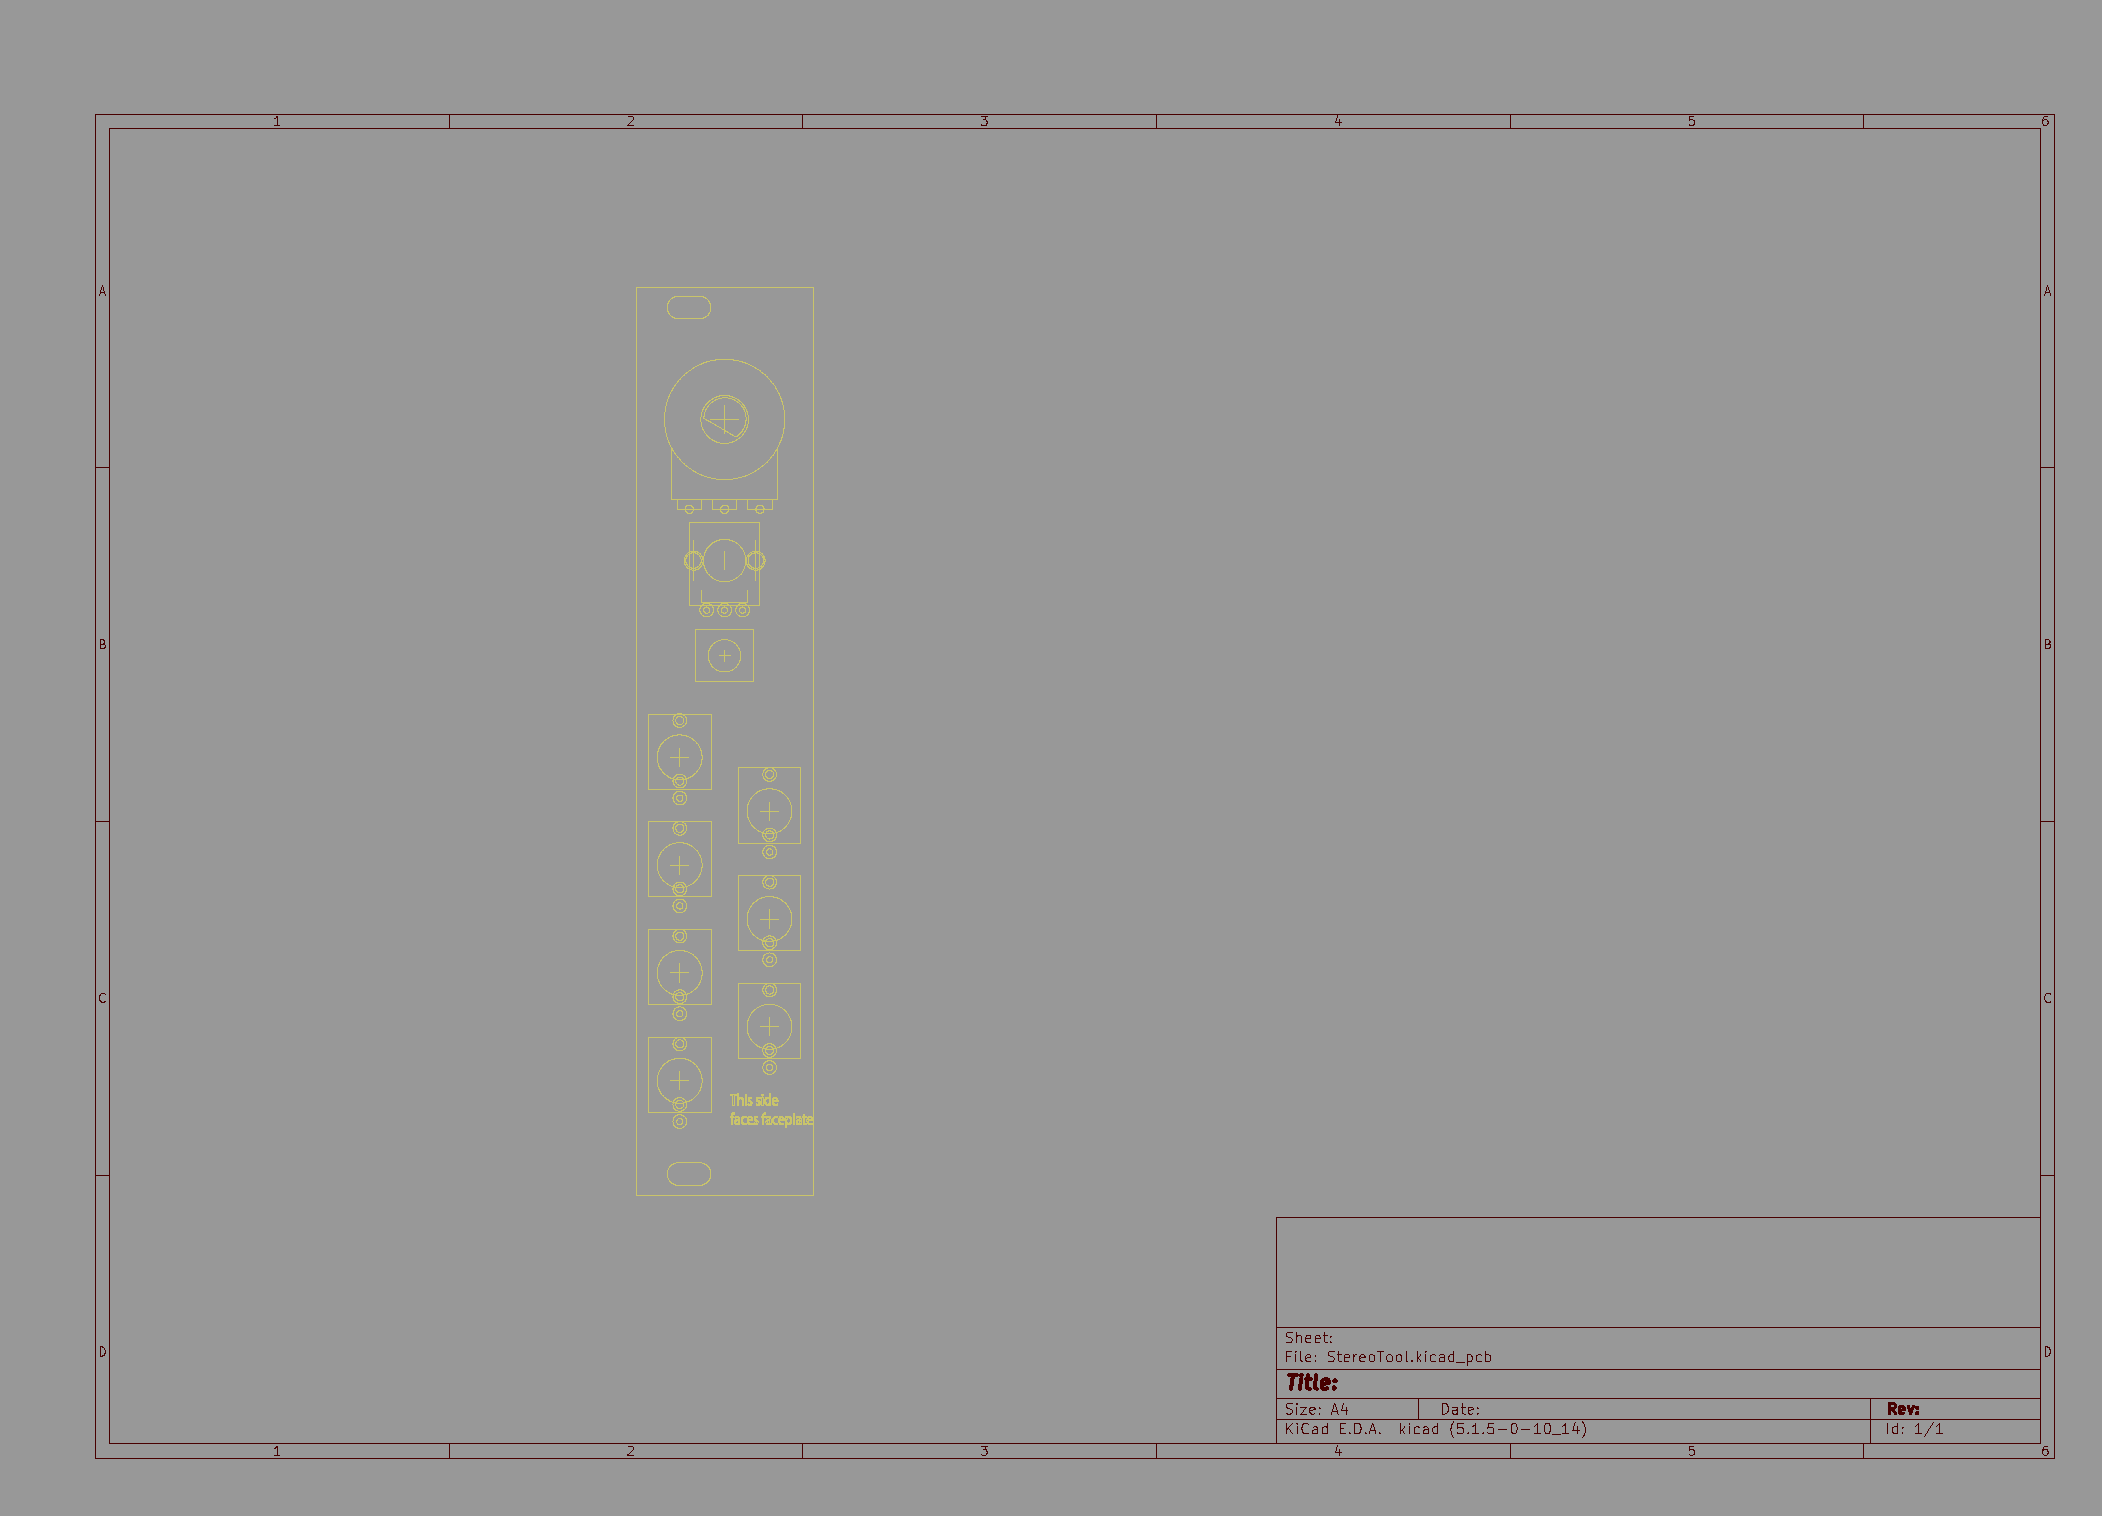 1 2 3 4 5 6
A A
B B
This side
faces faceplate
C C
Sheet:
File: StereoTool.kicad_pcb
D D
Title:
Size: A4 Date: Rev:
KiCad E.D.A. kicad (5.1.5-0-10_14) Id: 1/1
1 2 3 4 5 6